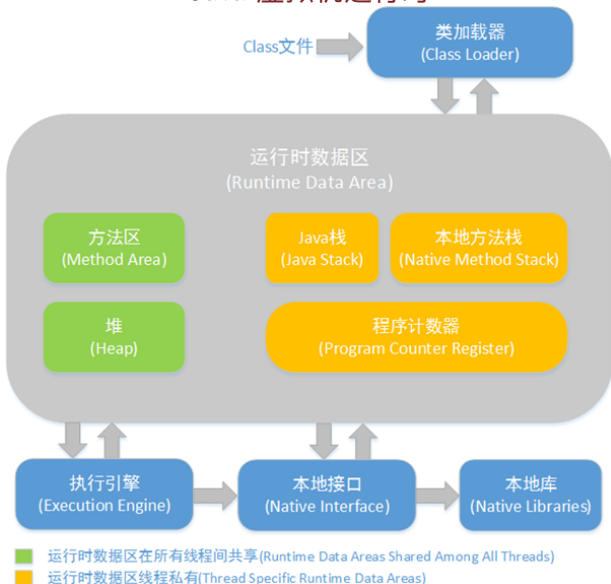 Class文件
类加载器
(Class Loader)
运行时数据区
(Runtime Data Area)
方法区
(Method Area)
Java栈
(Java Stack)
本地方法栈
(Native Method Stack)
堆
(Heap)
程序计数器
(Program Counter Register)
执行引擎
(Execution Engine)
本地接口
(Native Interface)
本地库
(Native Libraries)
运行时数据区在所有线程间共享(Runtime Data Areas Shared Among All Threads)
运行时数据区线程私有(Thread Specific Runtime Data Areas)